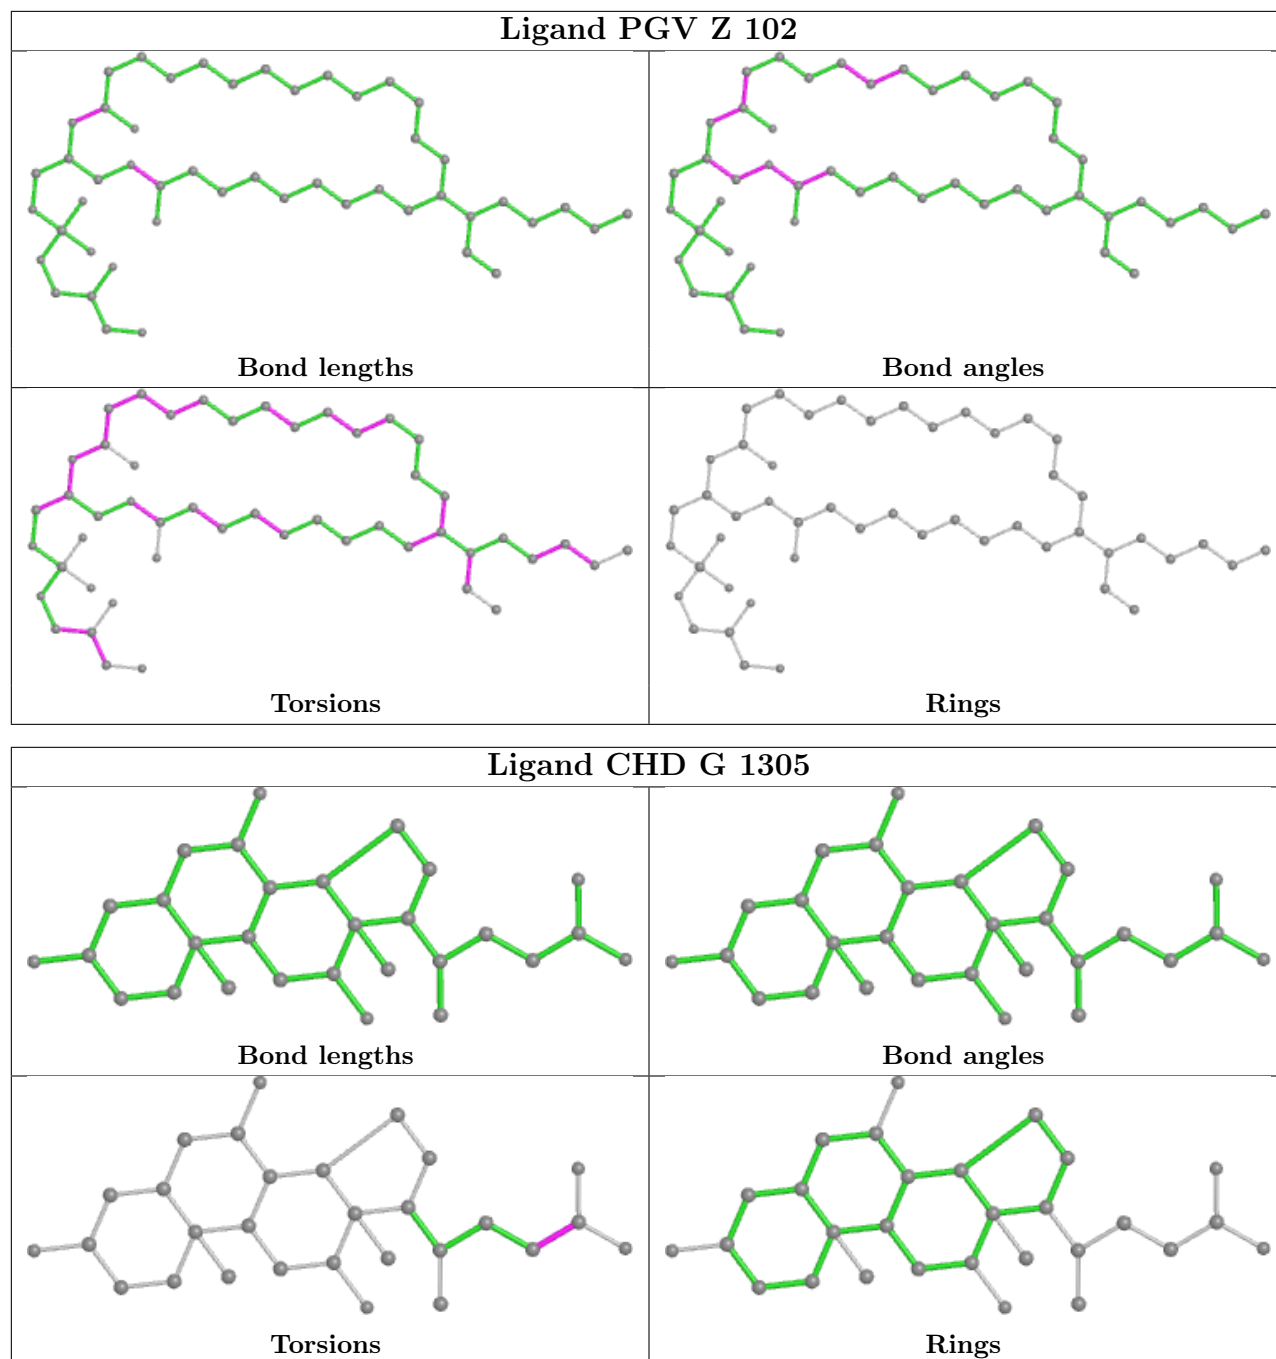 Ligand PGV Z 102
Bond lengths
Bond angles
Torsions
Rings
Ligand CHD G 1305
Bond lengths
Bond angles
Torsions
Rings